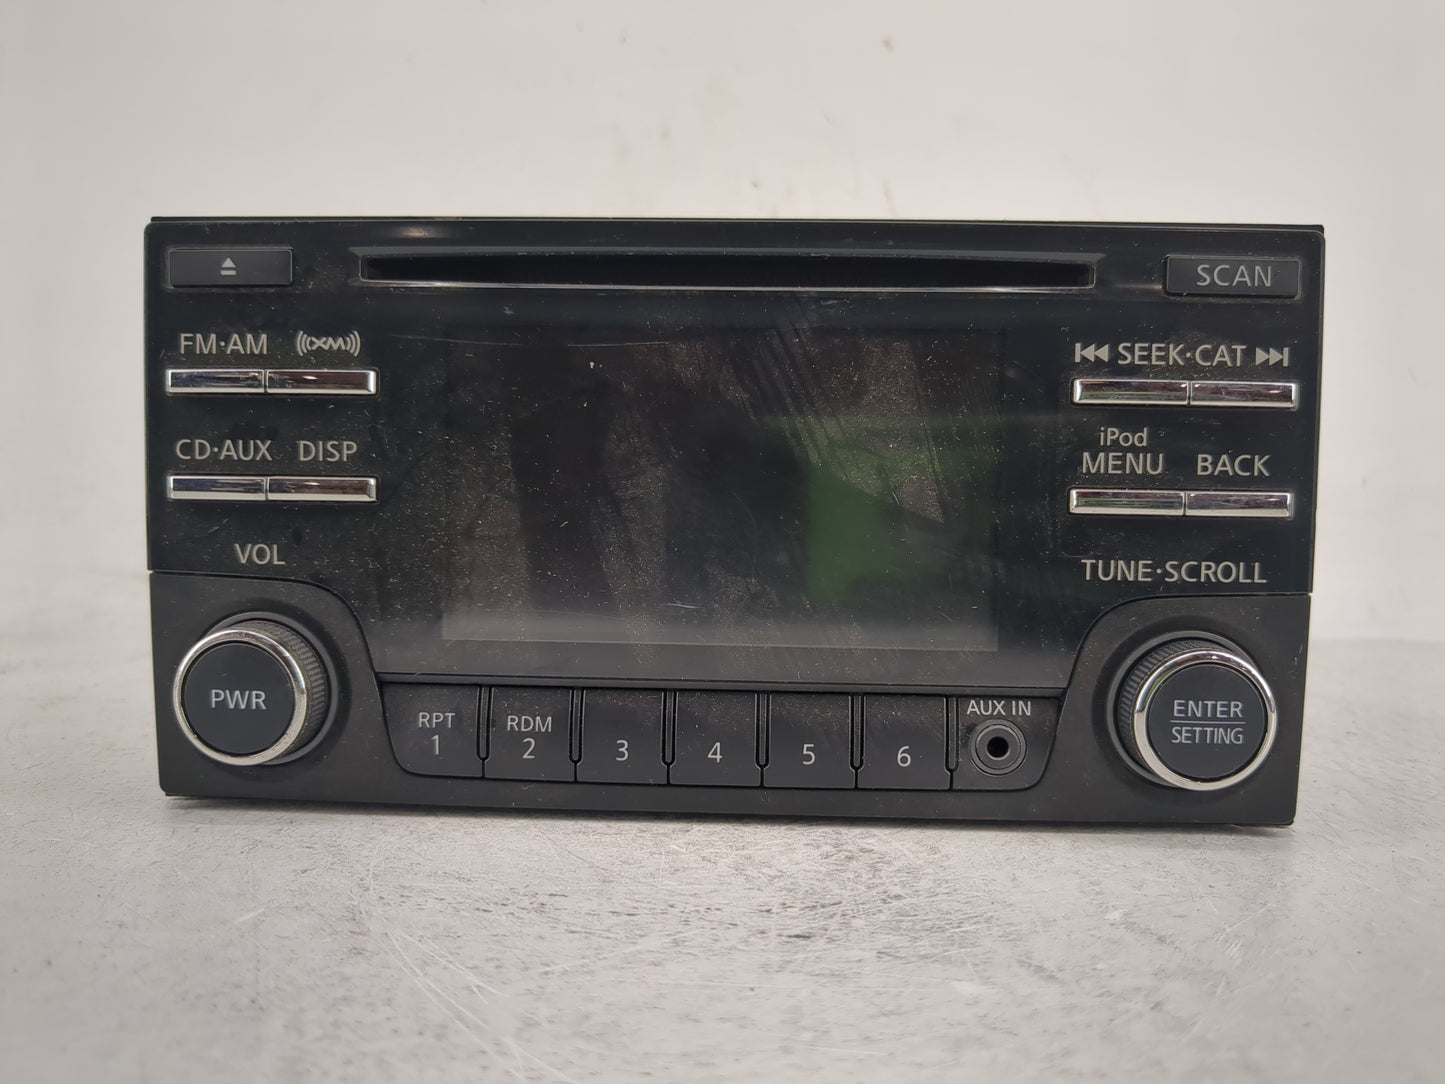 SCAN
FM·AM ((XM))
⏮ SEEK·CAT ⏭
CD·AUX DISP
iPod
MENU BACK
VOL
TUNE·SCROLL
PWR
RPT
1
RDM
2
3
4
5
6
AUX IN
ENTER
SETTING